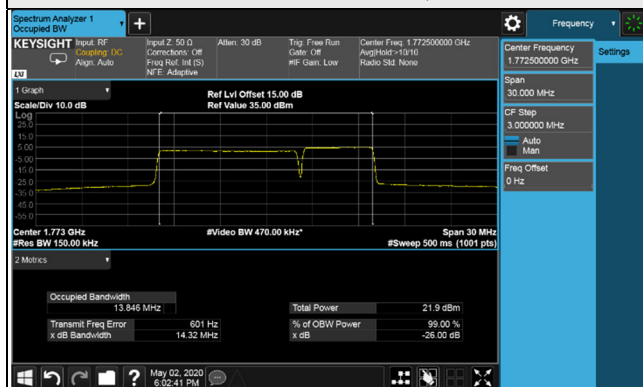 Spectrum Analyzer 1
Occupied BW
Frequency
KEYSIGHT
Input: RF
Coupling: DC
Align: Auto
Input Z: 50 Ω
Corrections: Off
Freq Ref: Int (S)
NFE: Adaptive
Atten: 30 dB
Trig: Free Run
Gate: Off
#IF Gain: Low
Center Freq: 1.772500000 GHz
Avg|Hold:>10/10
Radio Std: None
LXI
Center Frequency
1.772500000 GHz
Settings
Span
30.000 MHz
CF Step
3.000000 MHz
Auto
Man
Freq Offset
0 Hz
1 Graph
Ref Lvl Offset 15.00 dB
Scale/Div 10.0 dB
Ref Value 35.00 dBm
Log
25.0
15.0
5.00
-5.00
-15.0
-25.0
-35.0
-45.0
-55.0
Center 1.773 GHz
#Video BW 470.00 kHz*
Span 30 MHz
#Res BW 150.00 kHz
#Sweep 500 ms (1001 pts)
2 Metrics
Occupied Bandwidth
13.846 MHz
Total Power
21.9 dBm
Transmit Freq Error
601 Hz
% of OBW Power
99.00 %
x dB Bandwidth
14.32 MHz
x dB
-26.00 dB
May 02, 2020
6:02:41 PM